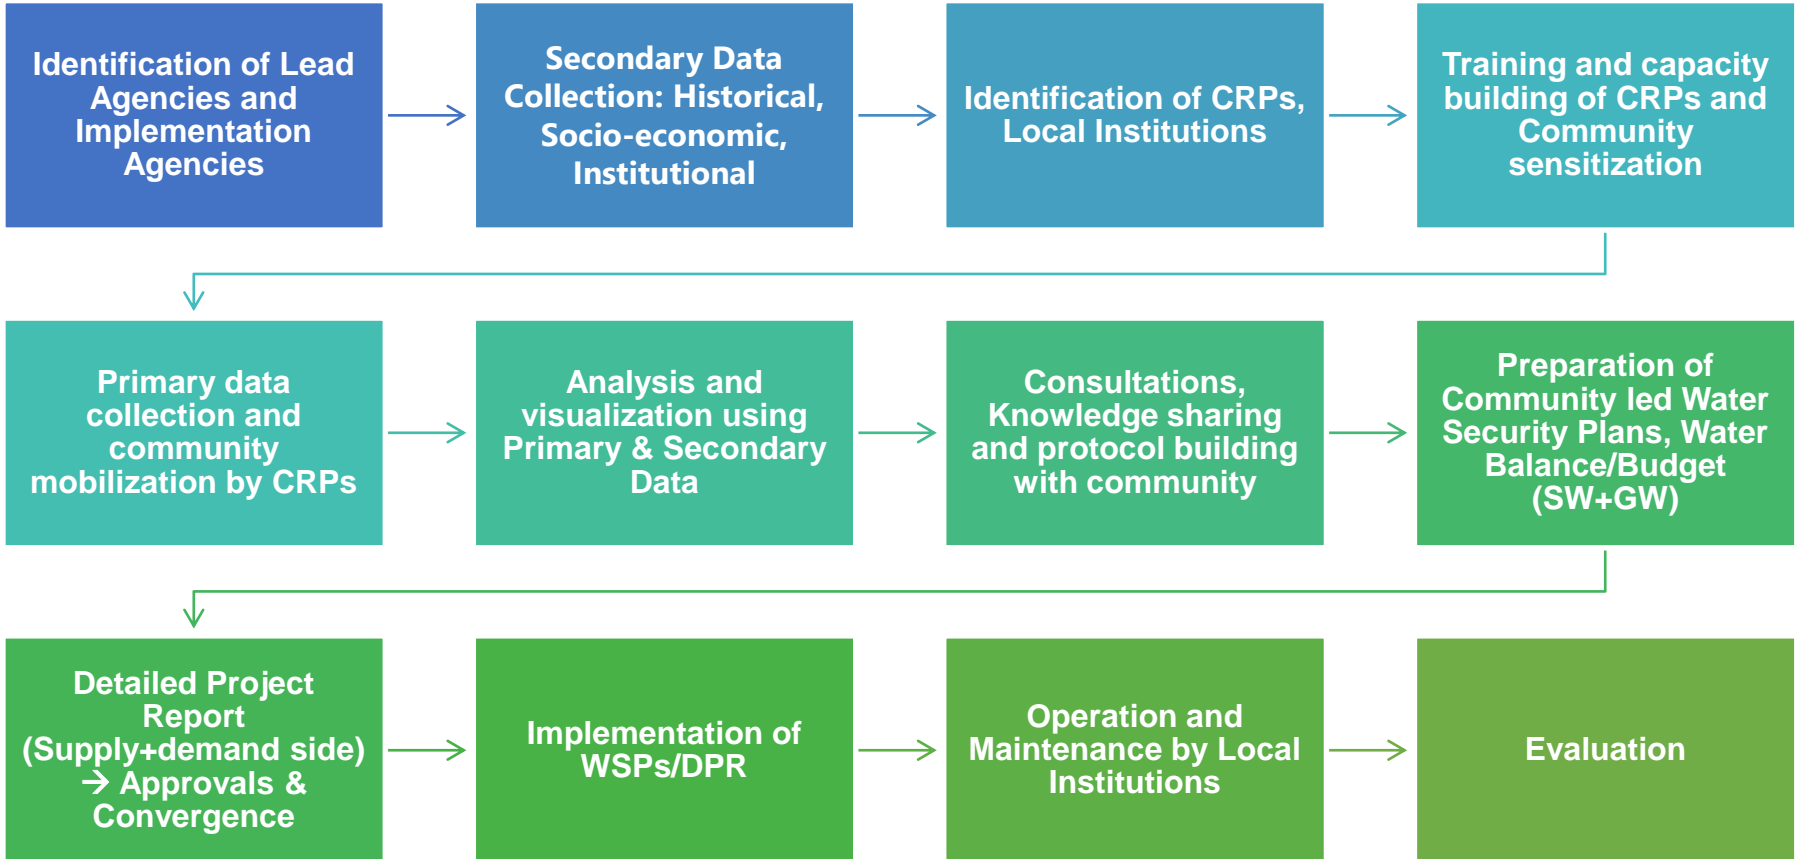 Identification of Lead
Agencies and
Implementation
Agencies
Secondary Data
Collection: Historical,
Socio-economic,
Institutional
Identification of CRPs,
Local Institutions
Training and capacity
building of CRPs and
Community
sensitization
Primary data
collection and
community
mobilization by CRPs
Analysis and
visualization using
Primary & Secondary
Data
Consultations,
Knowledge sharing
and protocol building
with community
Preparation of
Community led Water
Security Plans, Water
Balance/Budget
(SW+GW)
Detailed Project
Report
(Supply+demand side)
→ Approvals &
Convergence
Implementation of
WSPs/DPR
Operation and
Maintenance by Local
Institutions
Evaluation